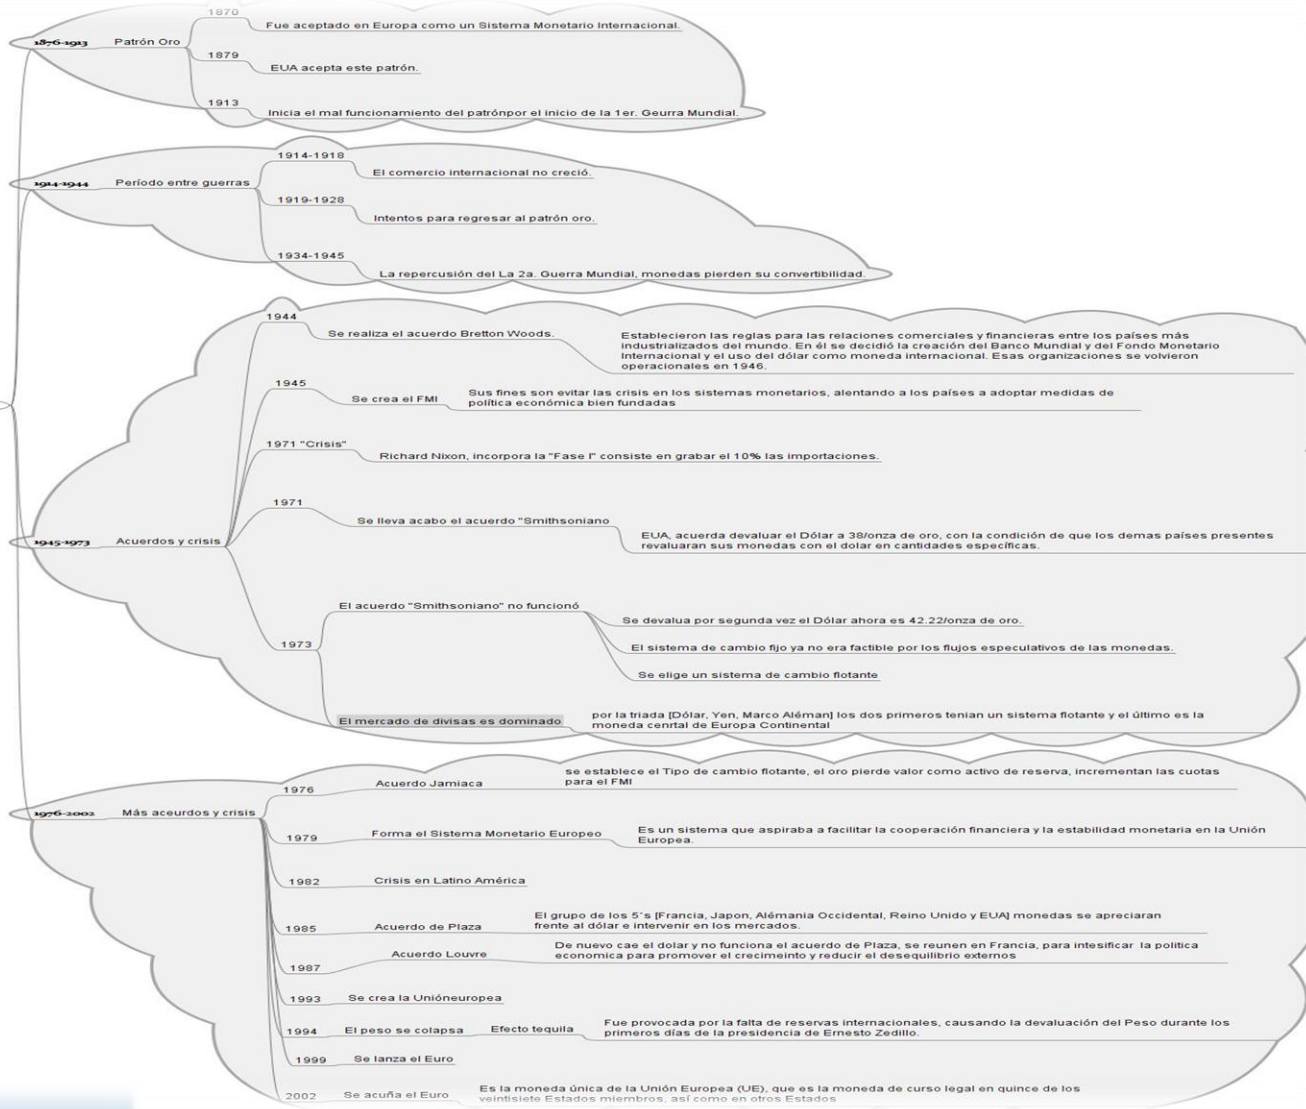 1876-1913
Patrón Oro
1870
Fue aceptado en Europa como un Sistema Monetario Internacional.
1879
EUA acepta este patrón.
1913
Inicia el mal funcionamiento del patrónpor el inicio de la 1er. Geurra Mundial.
1914-1944
Período entre guerras
1914-1918
El comercio internacional no creció.
1919-1928
Intentos para regresar al patrón oro.
1934-1945
La repercusión del La 2a. Guerra Mundial, monedas pierden su convertibilidad.
1945-1973
Acuerdos y crisis
1944
Se realiza el acuerdo Bretton Woods.
Establecieron las reglas para las relaciones comerciales y financieras entre los países más
industrializados del mundo. En él se decidió la creación del Banco Mundial y del Fondo Monetario
Internacional y el uso del dólar como moneda internacional. Esas organizaciones se volvieron
operacionales en 1946.
1945
Se crea el FMI
Sus fines son evitar las crisis en los sistemas monetarios, alentando a los países a adoptar medidas de
política económica bien fundadas
1971 "Crisis"
Richard Nixon, incorpora la "Fase I" consiste en grabar el 10% las importaciones.
1971
Se lleva acabo el acuerdo "Smithsoniano
EUA, acuerda devaluar el Dólar a 38/onza de oro, con la condición de que los demas países presentes
revaluaran sus monedas con el dolar en cantidades específicas.
1973
El acuerdo "Smithsoniano" no funcionó
Se devalua por segunda vez el Dólar ahora es 42.22/onza de oro.
El sistema de cambio fijo ya no era factible por los flujos especulativos de las monedas.
Se elige un sistema de cambio flotante
El mercado de divisas es dominado
por la triada [Dólar, Yen, Marco Aléman] los dos primeros tenian un sistema flotante y el último es la
moneda cenrtal de Europa Continental
1976-2002
Más aceurdos y crisis
1976
Acuerdo Jamiaca
se establece el Tipo de cambio flotante, el oro pierde valor como activo de reserva, incrementan las cuotas
para el FMI
1979
Forma el Sistema Monetario Europeo
Es un sistema que aspiraba a facilitar la cooperación financiera y la estabilidad monetaria en la Unión
Europea.
1982
Crisis en Latino América
1985
Acuerdo de Plaza
El grupo de los 5's [Francia, Japon, Alémania Occidental, Reino Unido y EUA] monedas se apreciaran
frente al dólar e intervenir en los mercados.
1987
Acuerdo Louvre
De nuevo cae el dolar y no funciona el acuerdo de Plaza, se reunen en Francia, para intesificar la politica
economica para promover el crecimeinto y reducir el desequilibrio externos
1993
Se crea la Unióneuropea
1994
El peso se colapsa
Efecto tequila
Fue provocada por la falta de reservas internacionales, causando la devaluación del Peso durante los
primeros días de la presidencia de Ernesto Zedillo.
1999
Se lanza el Euro
2002
Se acuña el Euro
Es la moneda única de la Unión Europea (UE), que es la moneda de curso legal en quince de los
veintisiete Estados miembros, así como en otros Estados